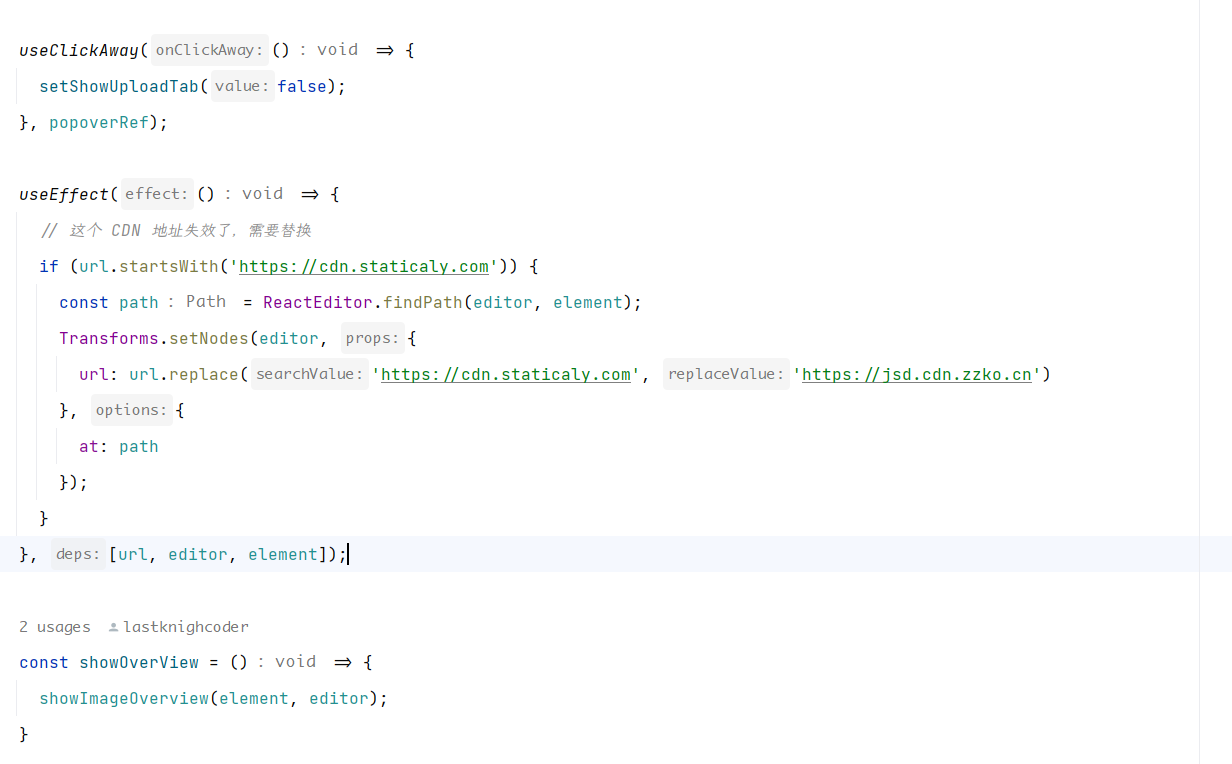 useClickAway( onClickAway: () : void => {
setShowUploadTab( value: false);
}, popoverRef);
useEffect( effect: () : void => {
// 这个 CDN 地址失效了，需要替换
if (url.startsWith('https://cdn.staticaly.com')) {
const path : Path = ReactEditor.findPath(editor, element);
Transforms.setNodes(editor, props: {
url: url.replace( searchValue: 'https://cdn.staticaly.com', replaceValue: 'https://jsd.cdn.zzko.cn')
}, options: {
at: path
});
}
}, deps: [url, editor, element]);
2 usages lastknighcoder
const showOverView = () : void => {
showImageOverview(element, editor);
}